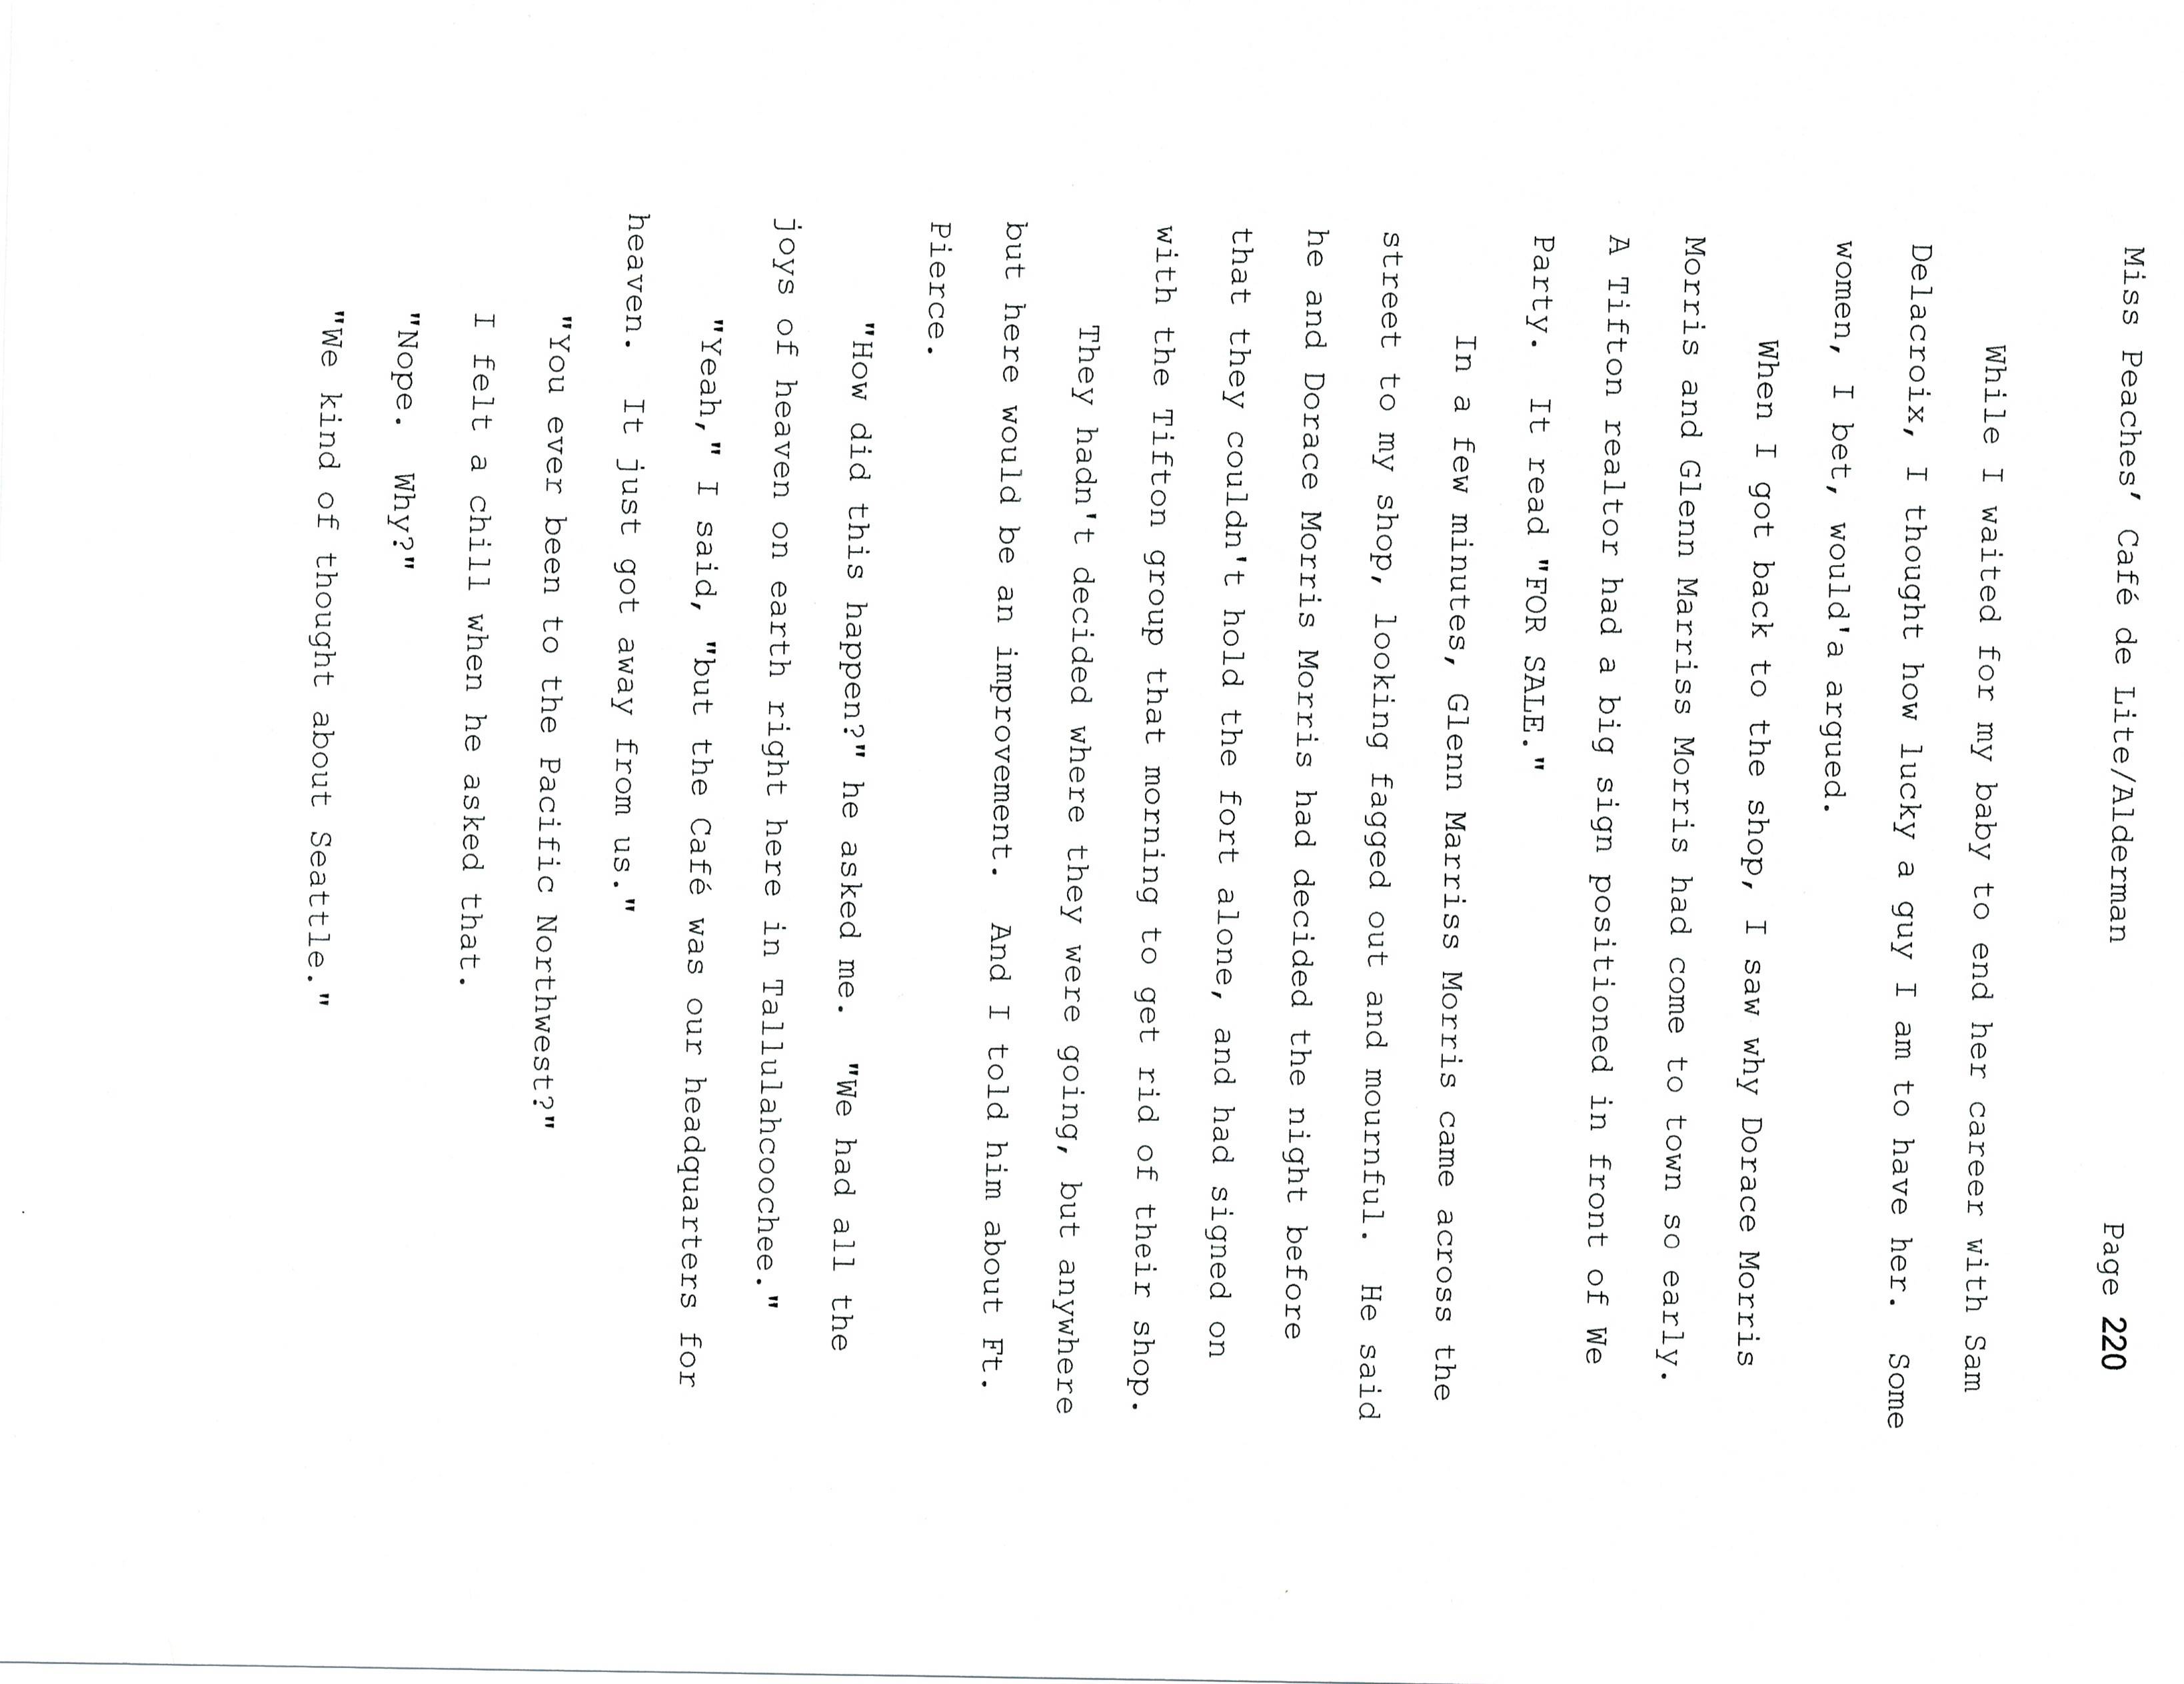 Miss Peaches’ Café de Lite/Alderman Page 220
While I waited for my baby to end her career with Sam
Delacroix, I thought how lucky a guy I am to have her.  Some
women, I bet, would'a argued.
When I got back to the shop, I saw why Dorace Morris
Morris and Glenn Marriss Morris had come to town so early.
A Tifton realtor had a big sign positioned in front of We
Party.  It read "FOR SALE."
In a few minutes, Glenn Marriss Morris came across the
street to my shop, looking fagged out and mournful.  He said
he and Dorace Morris Morris had decided the night before
that they couldn't hold the fort alone, and had signed on
with the Tifton group that morning to get rid of their shop.
They hadn't decided where they were going, but anywhere
but here would be an improvement.  And I told him about Ft.
Pierce.
"How did this happen?" he asked me.  "We had all the
joys of heaven on earth right here in Tallulahcoochee."
"Yeah," I said, "but the Café was our headquarters for
heaven.  It just got away from us."
"You ever been to the Pacific Northwest?"
I felt a chill when he asked that.
"Nope.  Why?"
"We kind of thought about Seattle."